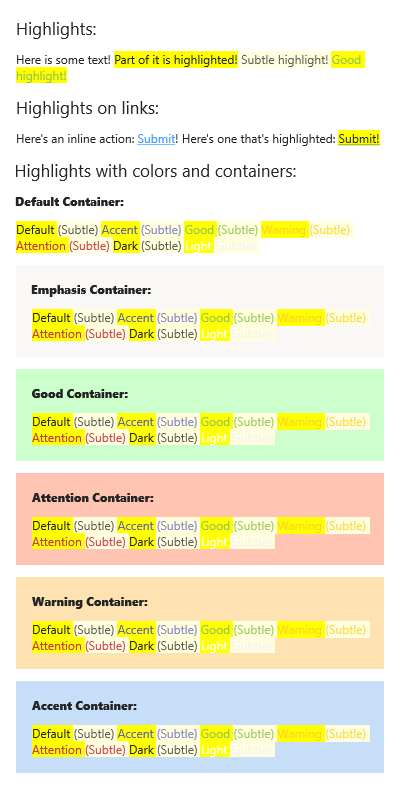 Highlights:
Here is some text! Part of it is highlighted! Subtle highlight! Good
highlight!
Highlights on links:
Here's an inline action: Submit! Here's one that's highlighted: Submit!
Highlights with colors and containers:
Default Container:
Default (Subtle) Accent (Subtle) Good (Subtle) Warning (Subtle)
Attention (Subtle) Dark (Subtle) Light (Subtle)
Emphasis Container:
Default (Subtle) Accent (Subtle) Good (Subtle) Warning (Subtle)
Attention (Subtle) Dark (Subtle) Light (Subtle)
Good Container:
Default (Subtle) Accent (Subtle) Good (Subtle) Warning (Subtle)
Attention (Subtle) Dark (Subtle) Light (Subtle)
Attention Container:
Default (Subtle) Accent (Subtle) Good (Subtle) Warning (Subtle)
Attention (Subtle) Dark (Subtle) Light (Subtle)
Warning Container:
Default (Subtle) Accent (Subtle) Good (Subtle) Warning (Subtle)
Attention (Subtle) Dark (Subtle) Light (Subtle)
Accent Container:
Default (Subtle) Accent (Subtle) Good (Subtle) Warning (Subtle)
Attention (Subtle) Dark (Subtle) Light (Subtle)